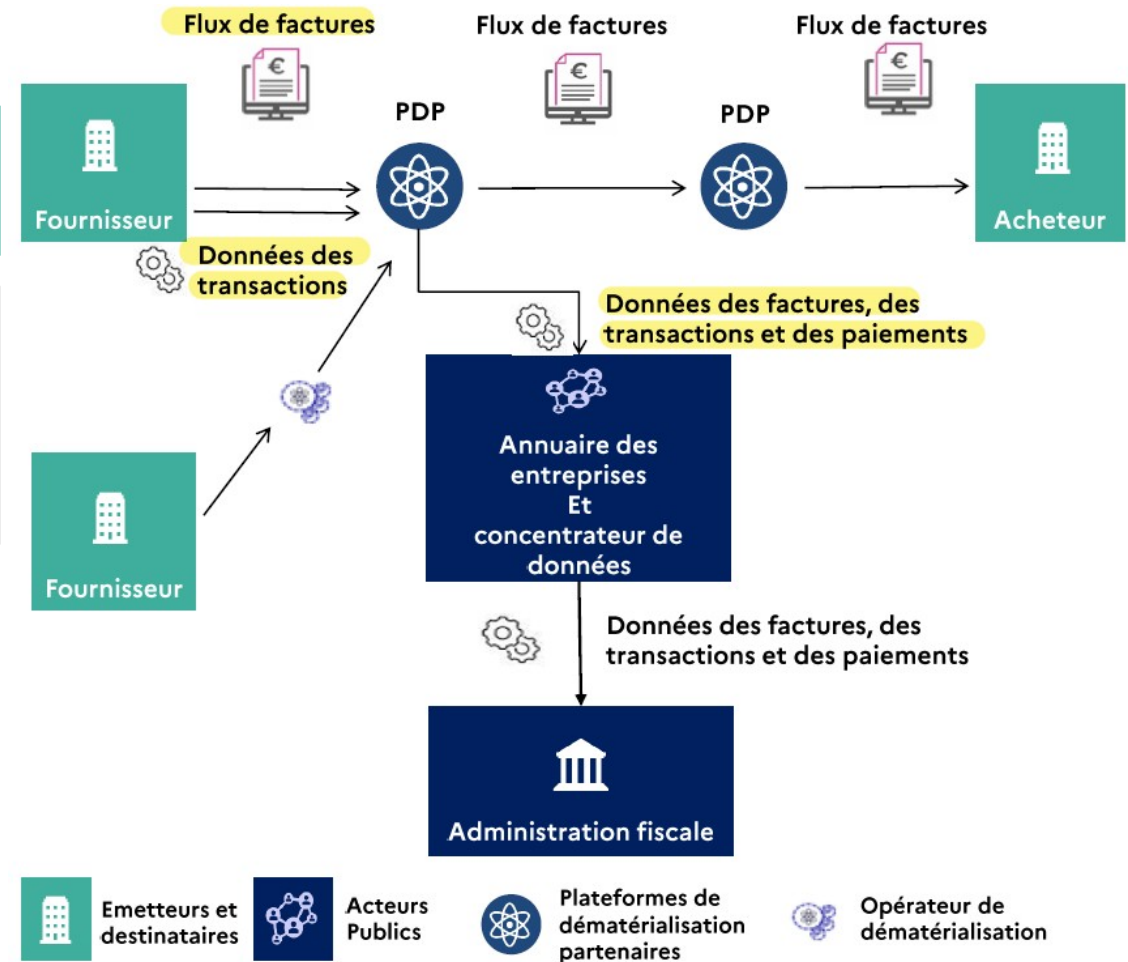 Flux de factures
Flux de factures
Flux de factures
€
€
€
PDP
PDP
Fournisseur
Acheteur
Données des
transactions
Données des factures, des
transactions et des paiements
Annuaire des
entreprises
Et
concentrateur de
données
Fournisseur
Données des factures, des
transactions et des paiements
Administration fiscale
Emetteurs et
destinataires
Acteurs
Publics
Plateformes de
dématérialisation
partenaires
Opérateur de
dématérialisation